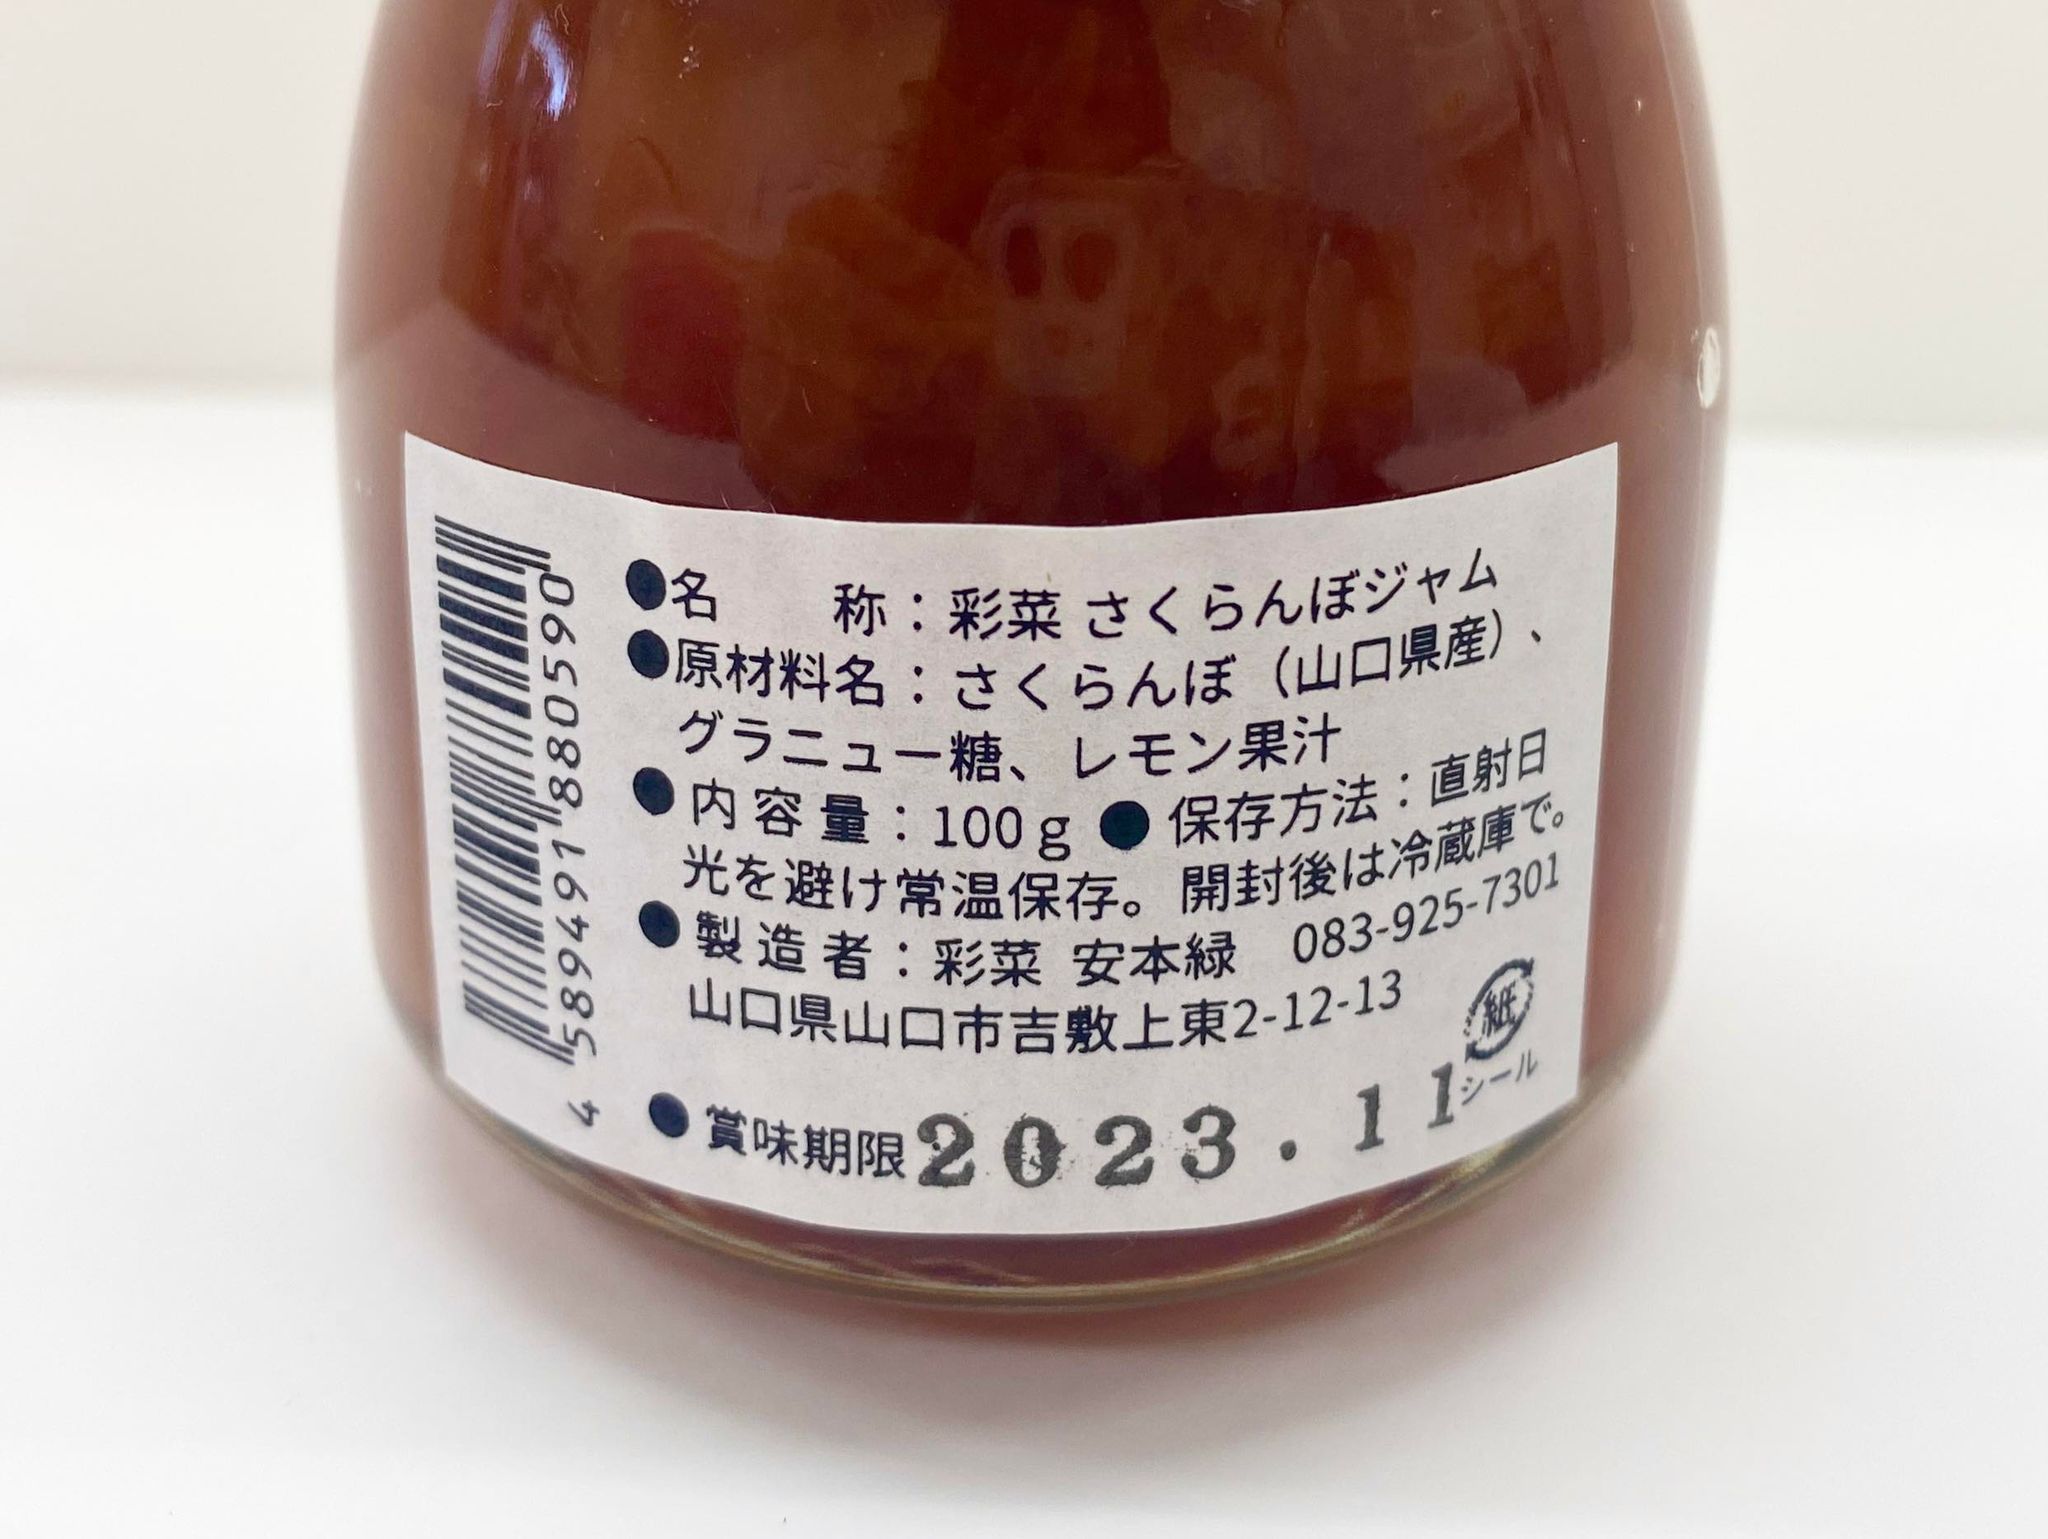 ●名　　称：彩菜 さくらんぼジャム
●原材料名：さくらんぼ（山口県産）、
グラニュー糖、レモン果汁
●内容量：100g ●保存方法：直射日
光を避け常温保存。開封後は冷蔵庫で。
●製造者：彩菜 安本緑　083-925-7301
山口県山口市吉敷上東2-12-13
紙
シール
●賞味期限 2023.11
4 589491 880590